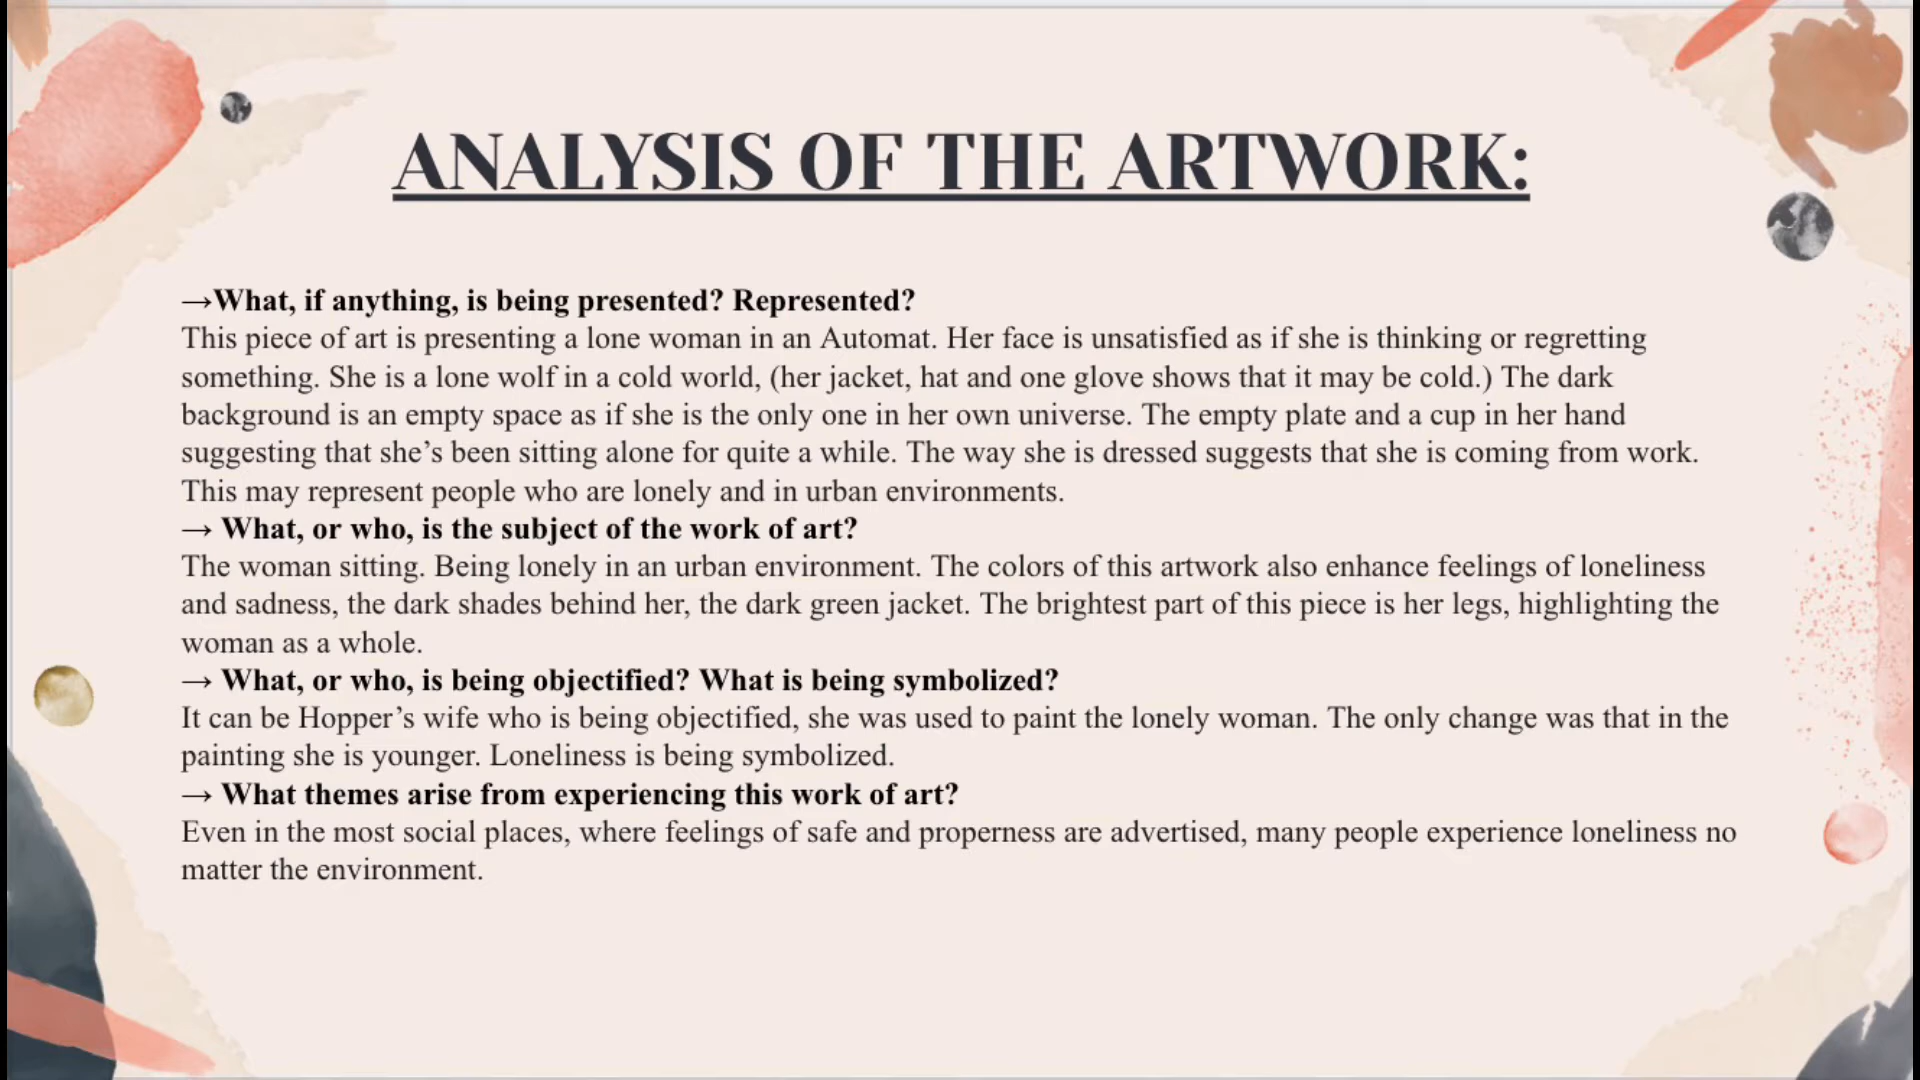 ANALYSIS OF THE ARTWORK:
→What, if anything, is being presented? Represented?
This piece of art is presenting a lone woman in an Automat. Her face is unsatisfied as if she is thinking or regretting
something. She is a lone wolf in a cold world, (her jacket, hat and one glove shows that it may be cold.) The dark
background is an empty space as if she is the only one in her own universe. The empty plate and a cup in her hand
suggesting that she’s been sitting alone for quite a while. The way she is dressed suggests that she is coming from work.
This may represent people who are lonely and in urban environments.
→ What, or who, is the subject of the work of art?
The woman sitting. Being lonely in an urban environment. The colors of this artwork also enhance feelings of loneliness
and sadness, the dark shades behind her, the dark green jacket. The brightest part of this piece is her legs, highlighting the
woman as a whole.
→ What, or who, is being objectified? What is being symbolized?
It can be Hopper’s wife who is being objectified, she was used to paint the lonely woman. The only change was that in the
painting she is younger. Loneliness is being symbolized.
→ What themes arise from experiencing this work of art?
Even in the most social places, where feelings of safe and properness are advertised, many people experience loneliness no
matter the environment.